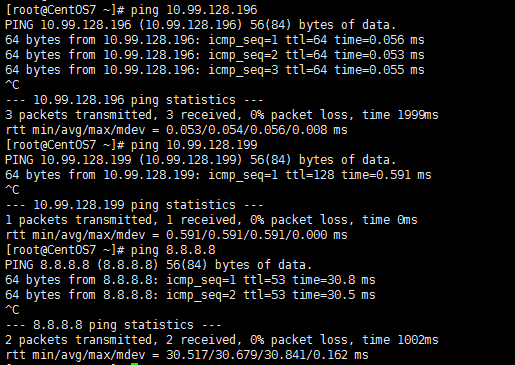 [root@CentOS7 ~]# ping 10.99.128.196
PING 10.99.128.196 (10.99.128.196) 56(84) bytes of data.
64 bytes from 10.99.128.196: icmp_seq=1 ttl=64 time=0.056 ms
64 bytes from 10.99.128.196: icmp_seq=2 ttl=64 time=0.053 ms
64 bytes from 10.99.128.196: icmp_seq=3 ttl=64 time=0.055 ms
^C
--- 10.99.128.196 ping statistics ---
3 packets transmitted, 3 received, 0% packet loss, time 1999ms
rtt min/avg/max/mdev = 0.053/0.054/0.056/0.008 ms
[root@CentOS7 ~]# ping 10.99.128.199
PING 10.99.128.199 (10.99.128.199) 56(84) bytes of data.
64 bytes from 10.99.128.199: icmp_seq=1 ttl=128 time=0.591 ms
^C
--- 10.99.128.199 ping statistics ---
1 packets transmitted, 1 received, 0% packet loss, time 0ms
rtt min/avg/max/mdev = 0.591/0.591/0.591/0.000 ms
[root@CentOS7 ~]# ping 8.8.8.8
PING 8.8.8.8 (8.8.8.8) 56(84) bytes of data.
64 bytes from 8.8.8.8: icmp_seq=1 ttl=53 time=30.8 ms
64 bytes from 8.8.8.8: icmp_seq=2 ttl=53 time=30.5 ms
^C
--- 8.8.8.8 ping statistics ---
2 packets transmitted, 2 received, 0% packet loss, time 1002ms
rtt min/avg/max/mdev = 30.517/30.679/30.841/0.162 ms